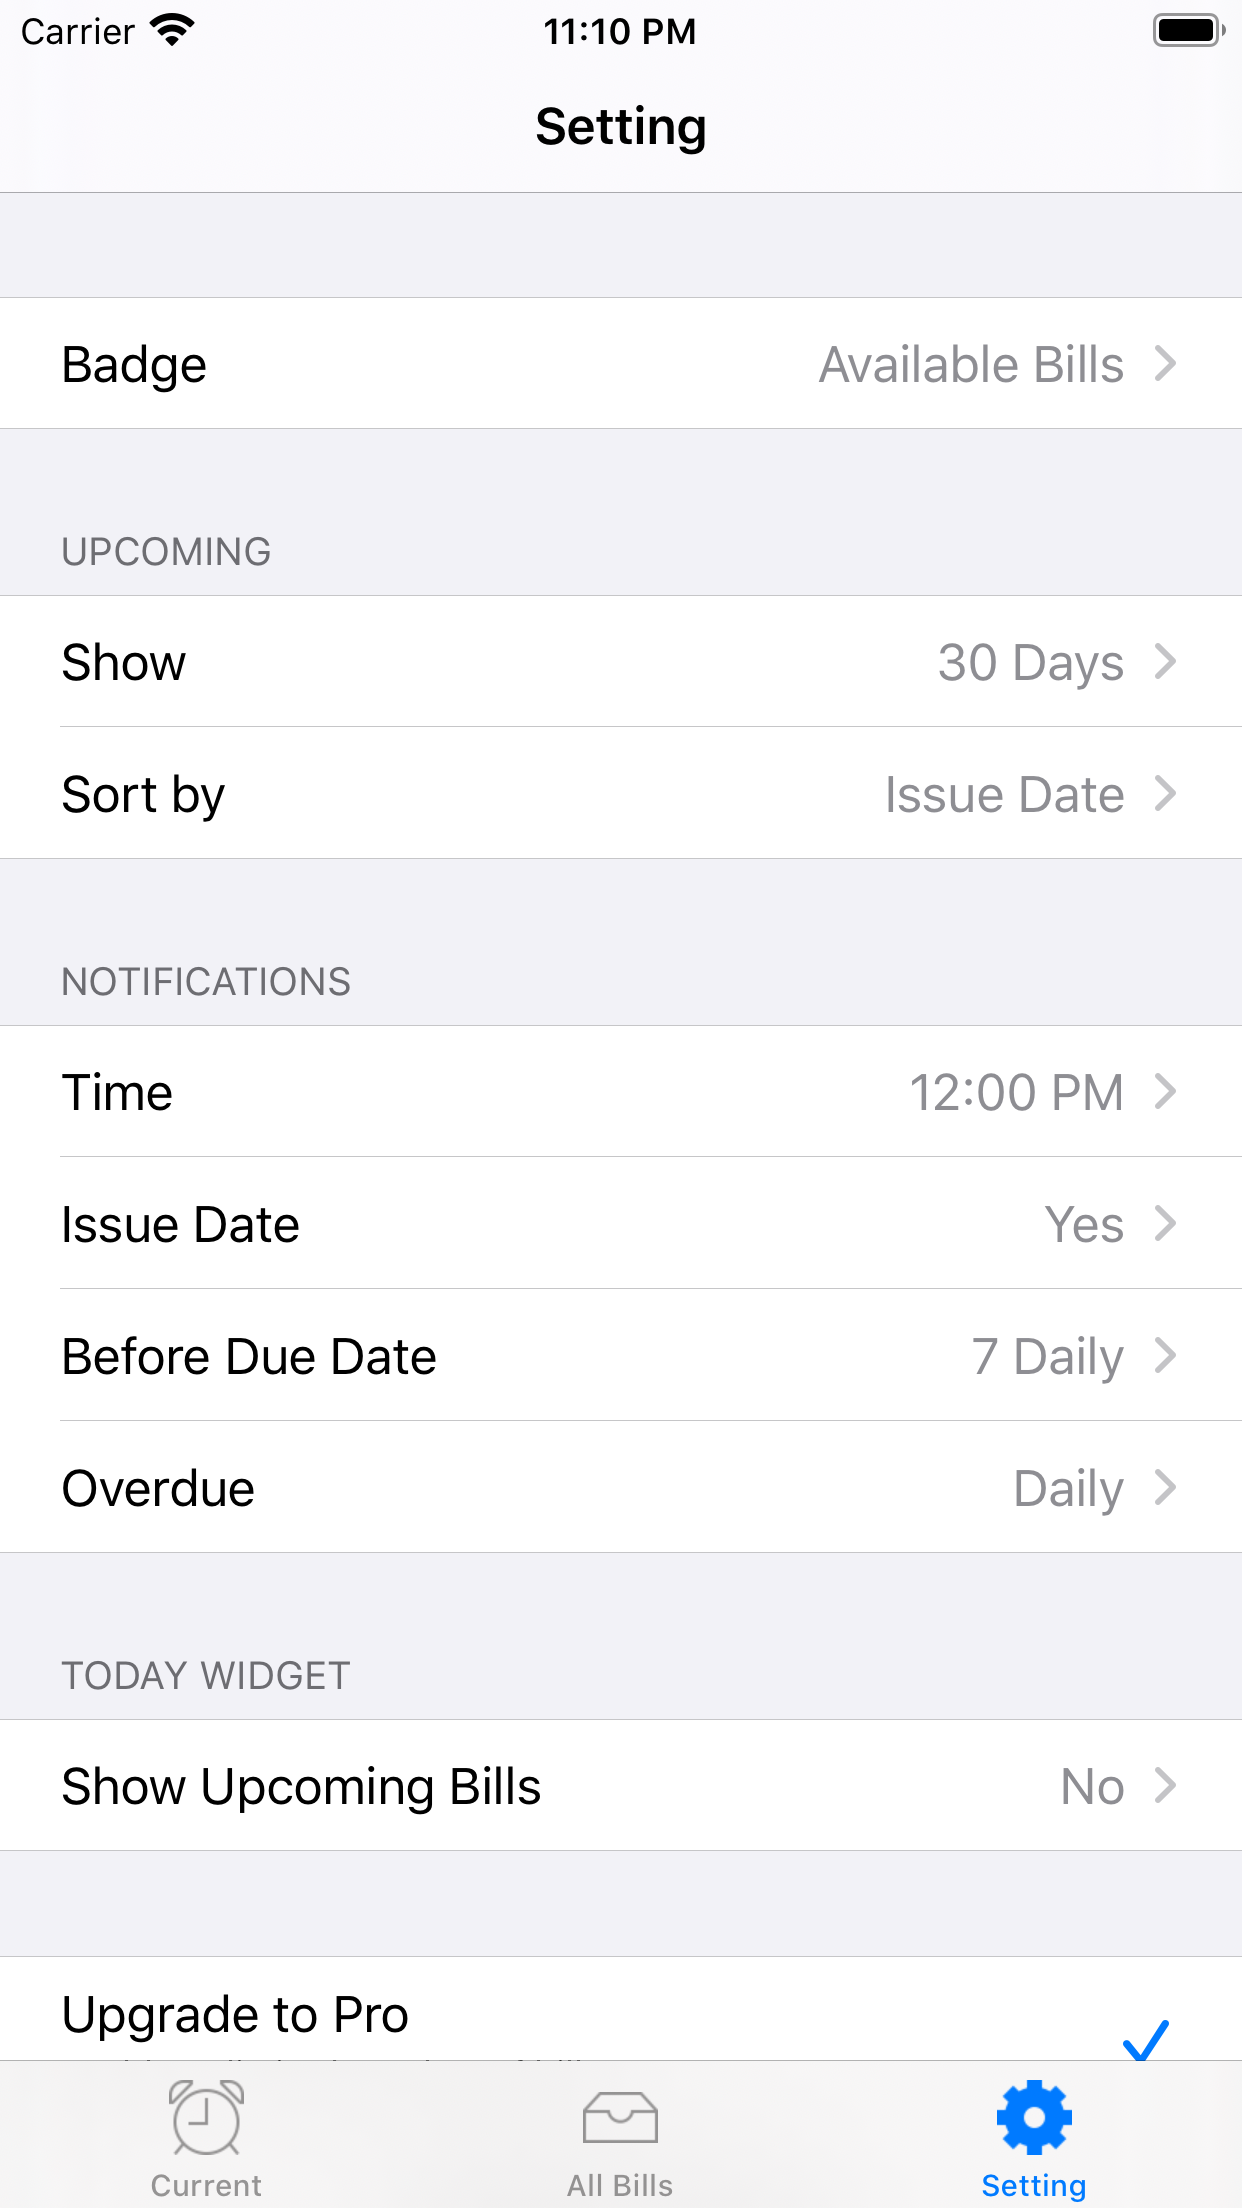 Carrier 11:10 PM
Setting
Badge Available Bills
UPCOMING
Show 30 Days
Sort by Issue Date
NOTIFICATIONS
Time 12:00 PM
Issue Date Yes
Before Due Date 7 Daily
Overdue Daily
TODAY WIDGET
Show Upcoming Bills No
Upgrade to Pro
Current All Bills Setting